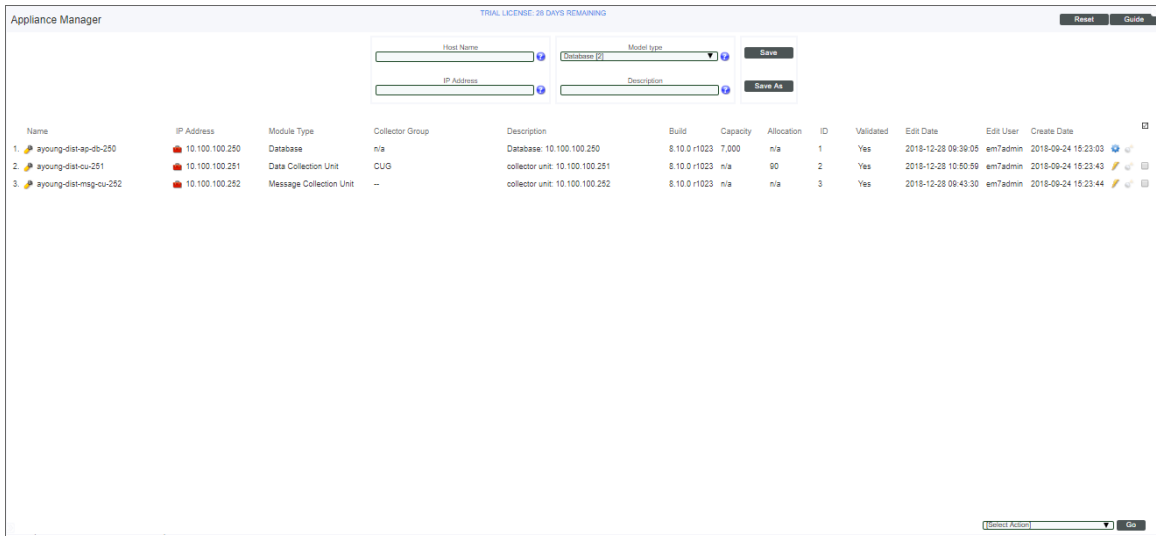 TRIAL LICENSE: 28 DAYS REMAINING
Appliance Manager
Reset Guide
Host Name Model type
Database [2] Save
IP Address Description
Save As
Name IP Address Module Type Collector Group Description Build Capacity Allocation ID Validated Edit Date Edit User Create Date
1. ayoung-dist-ap-db-250 10.100.100.250 Database n/a Database: 10.100.100.250 8.10.0 r1023 7,000 n/a 1 Yes 2018-12-28 09:39:05 em7admin 2018-09-24 15:23:03
2. ayoung-dist-cu-251 10.100.100.251 Data Collection Unit CUG collector unit: 10.100.100.251 8.10.0 r1023 n/a 90 2 Yes 2018-12-28 10:50:59 em7admin 2018-09-24 15:23:43
3. ayoung-dist-msg-cu-252 10.100.100.252 Message Collection Unit -- collector unit: 10.100.100.252 8.10.0 r1023 n/a n/a 3 Yes 2018-12-28 09:43:30 em7admin 2018-09-24 15:23:44
[Select Action] Go